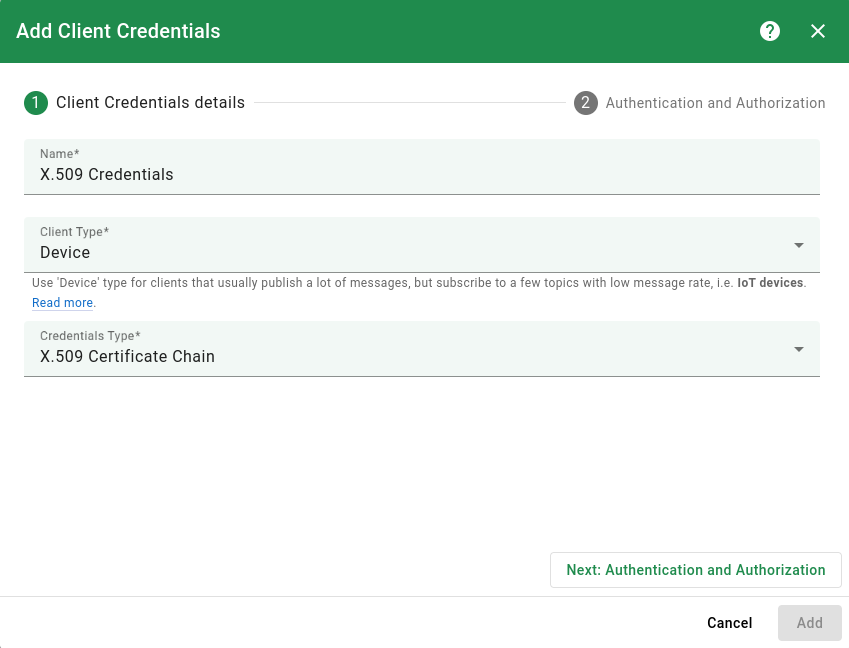 Add Client Credentials
?
1 Client Credentials details
2 Authentication and Authorization
Name*
X.509 Credentials
Client Type*
Device
Use 'Device' type for clients that usually publish a lot of messages, but subscribe to a few topics with low message rate, i.e. IoT devices.
Read more.
Credentials Type*
X.509 Certificate Chain
Next: Authentication and Authorization
Cancel
Add